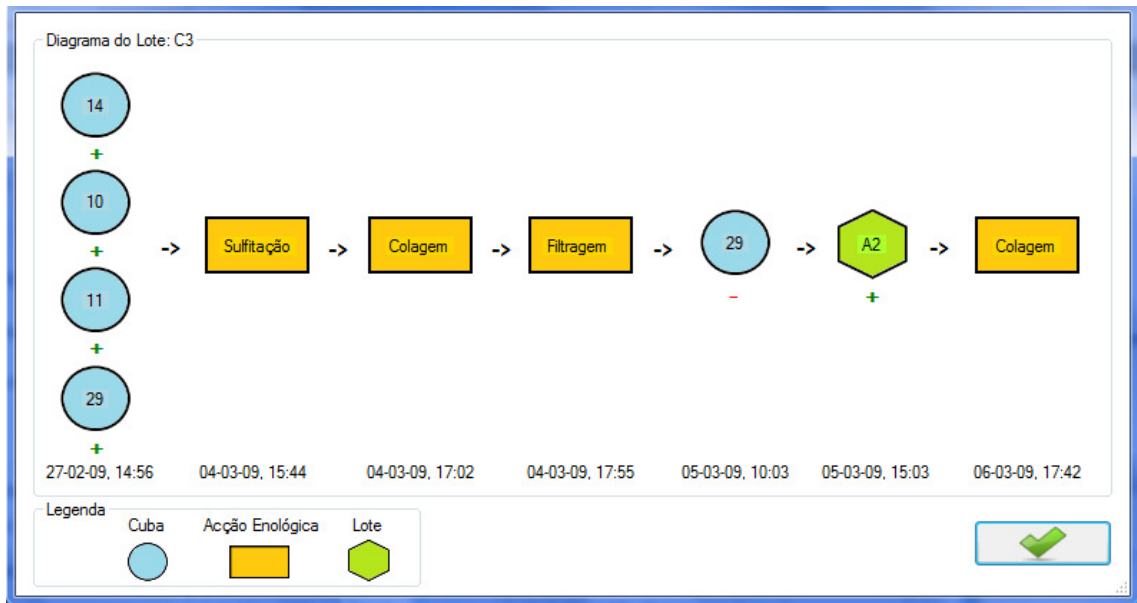 Diagrama do Lote: C3
14
+
10
+
11
+
29
+
->
Sulfitação
->
Colagem
->
Filtragem
->
29
-
->
A2
+
->
Colagem
27-02-09, 14:56
04-03-09, 15:44
04-03-09, 17:02
04-03-09, 17:55
05-03-09, 10:03
05-03-09, 15:03
06-03-09, 17:42
Legenda
Cuba
Acção Enológica
Lote